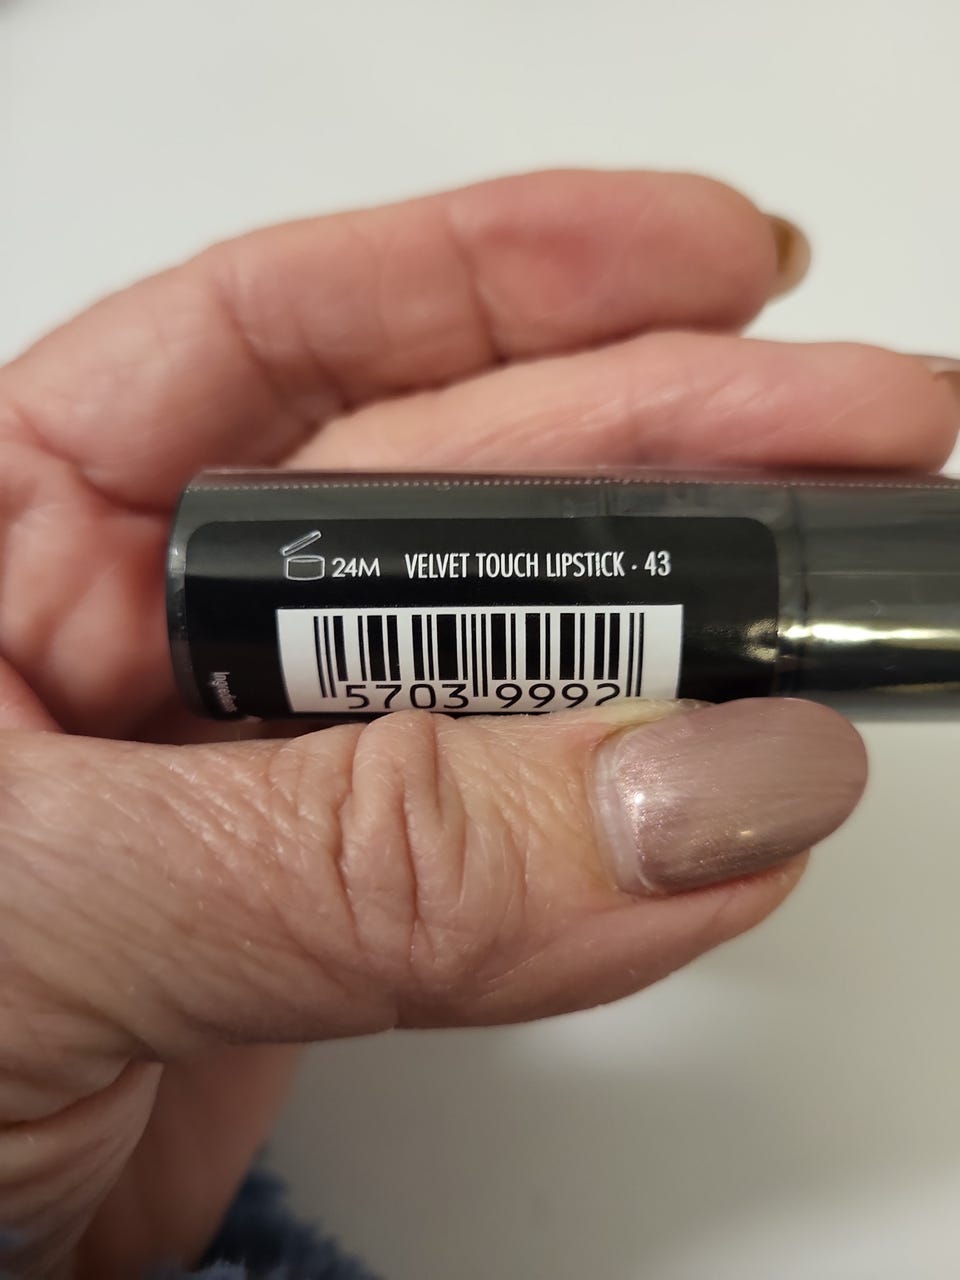 24M VELVET TOUCH LIPSTICK · 43
5703 9992